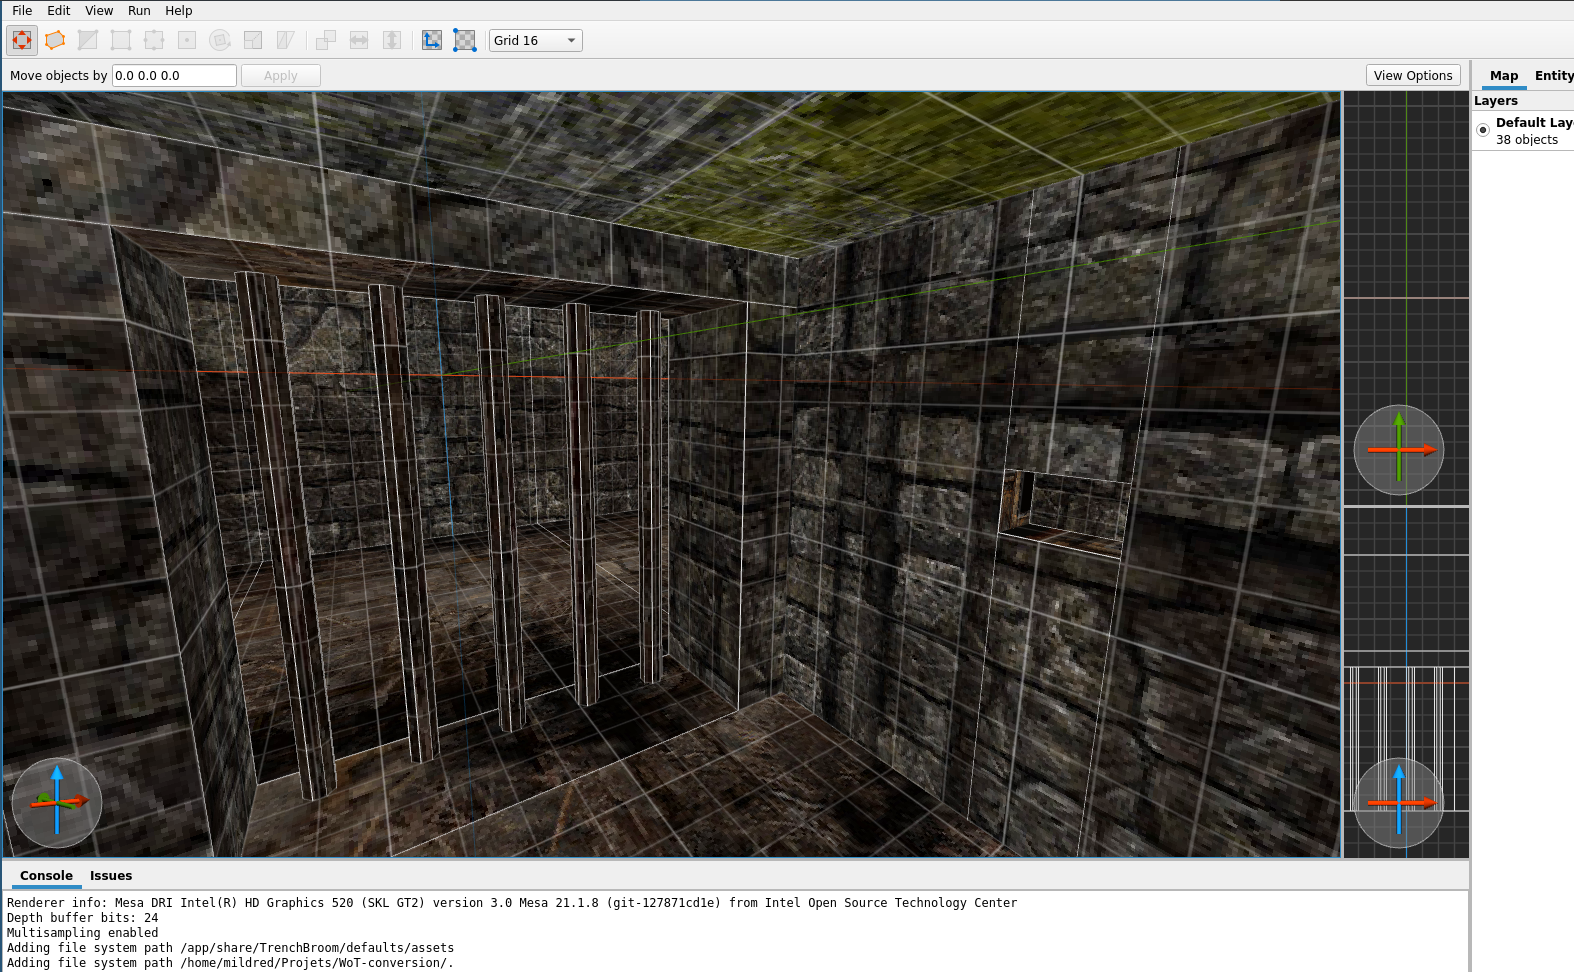 File Edit View Run Help
Grid 16
Move objects by 0.0 0.0 0.0 Apply View Options Map Entity
Layers
Default Lay
38 objects
Console Issues
Renderer info: Mesa DRI Intel(R) HD Graphics 520 (SKL GT2) version 3.0 Mesa 21.1.8 (git-127871cd1e) from Intel Open Source Technology Center
Depth buffer bits: 24
Multisampling enabled
Adding file system path /app/share/TrenchBroom/defaults/assets
Adding file system path /home/mildred/Projets/WoT-conversion/.